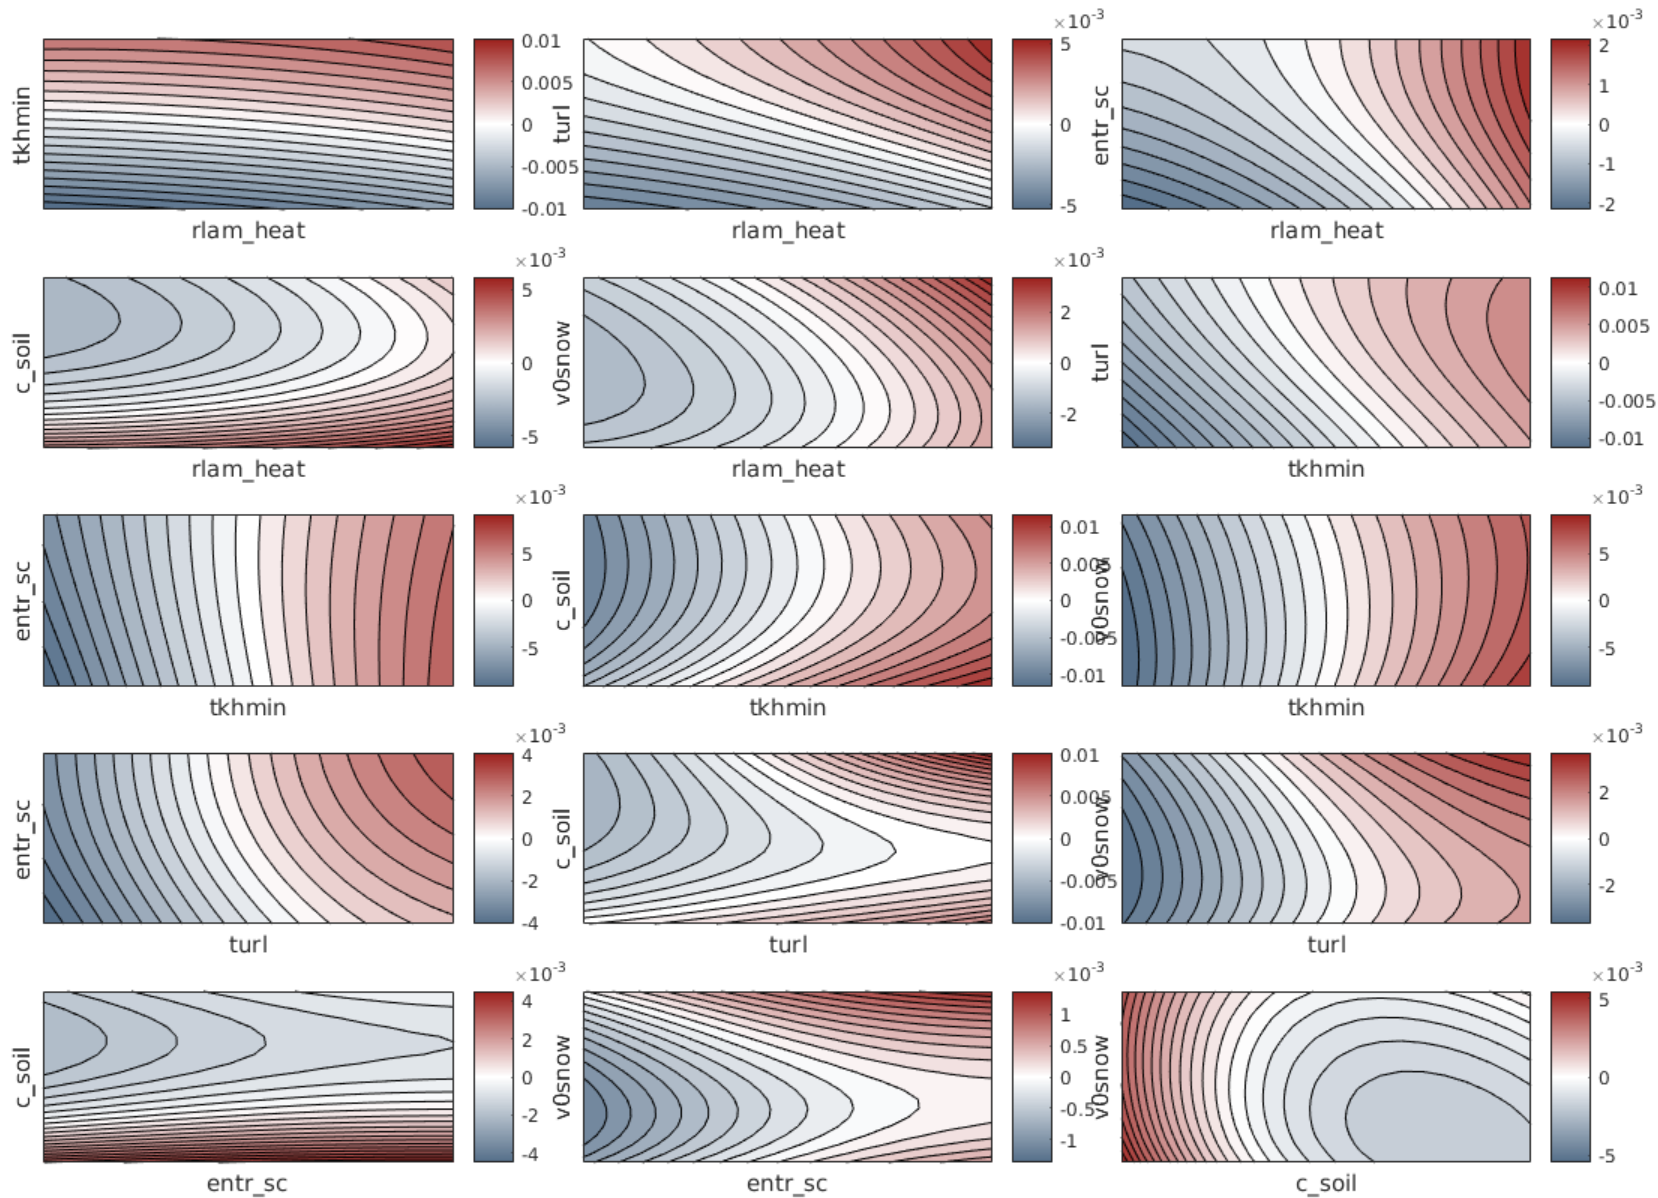 tkhmin
0.01
0.005
0
-0.005
-0.01
rlam_heat
turl
×10-3
5
0
-5
rlam_heat
entr_sc
×10-3
2
1
0
-1
-2
rlam_heat
c_soil
×10-3
5
0
-5
rlam_heat
v0snow
×10-3
2
0
-2
rlam_heat
turl
0.01
0.005
0
-0.005
-0.01
tkhmin
entr_sc
×10-3
5
0
-5
tkhmin
c_soil
0.01
0.005
0
-0.005
-0.01
tkhmin
v0snow
×10-3
5
0
-5
tkhmin
entr_sc
×10-3
4
2
0
-2
-4
turl
c_soil
0.01
0.005
0
-0.005
-0.01
turl
v0snow
×10-3
2
0
-2
turl
c_soil
×10-3
4
2
0
-2
-4
entr_sc
v0snow
×10-3
1
0.5
0
-0.5
-1
entr_sc
v0snow
×10-3
5
0
-5
c_soil